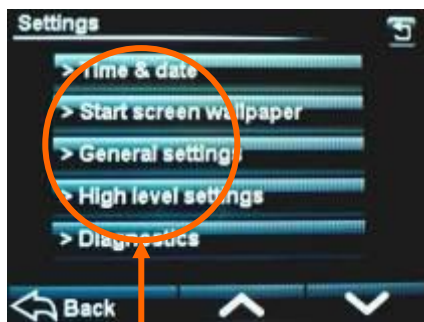 Settings
> Time & date
> Start screen wallpaper
> General settings
> High level settings
> Diagnostics
Back